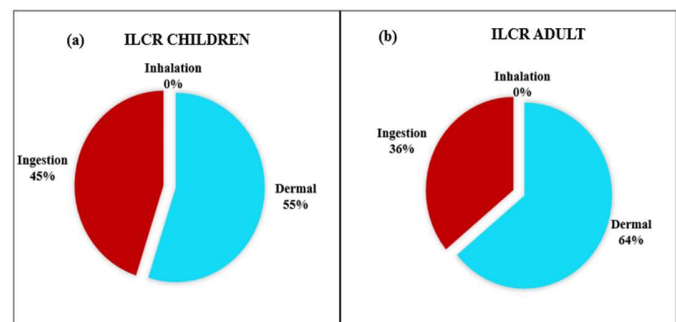 (a)
ILCR CHILDREN
Inhalation
0%
Ingestion
45%
Dermal
55%
(b)
ILCR ADULT
Inhalation
0%
Ingestion
36%
Dermal
64%